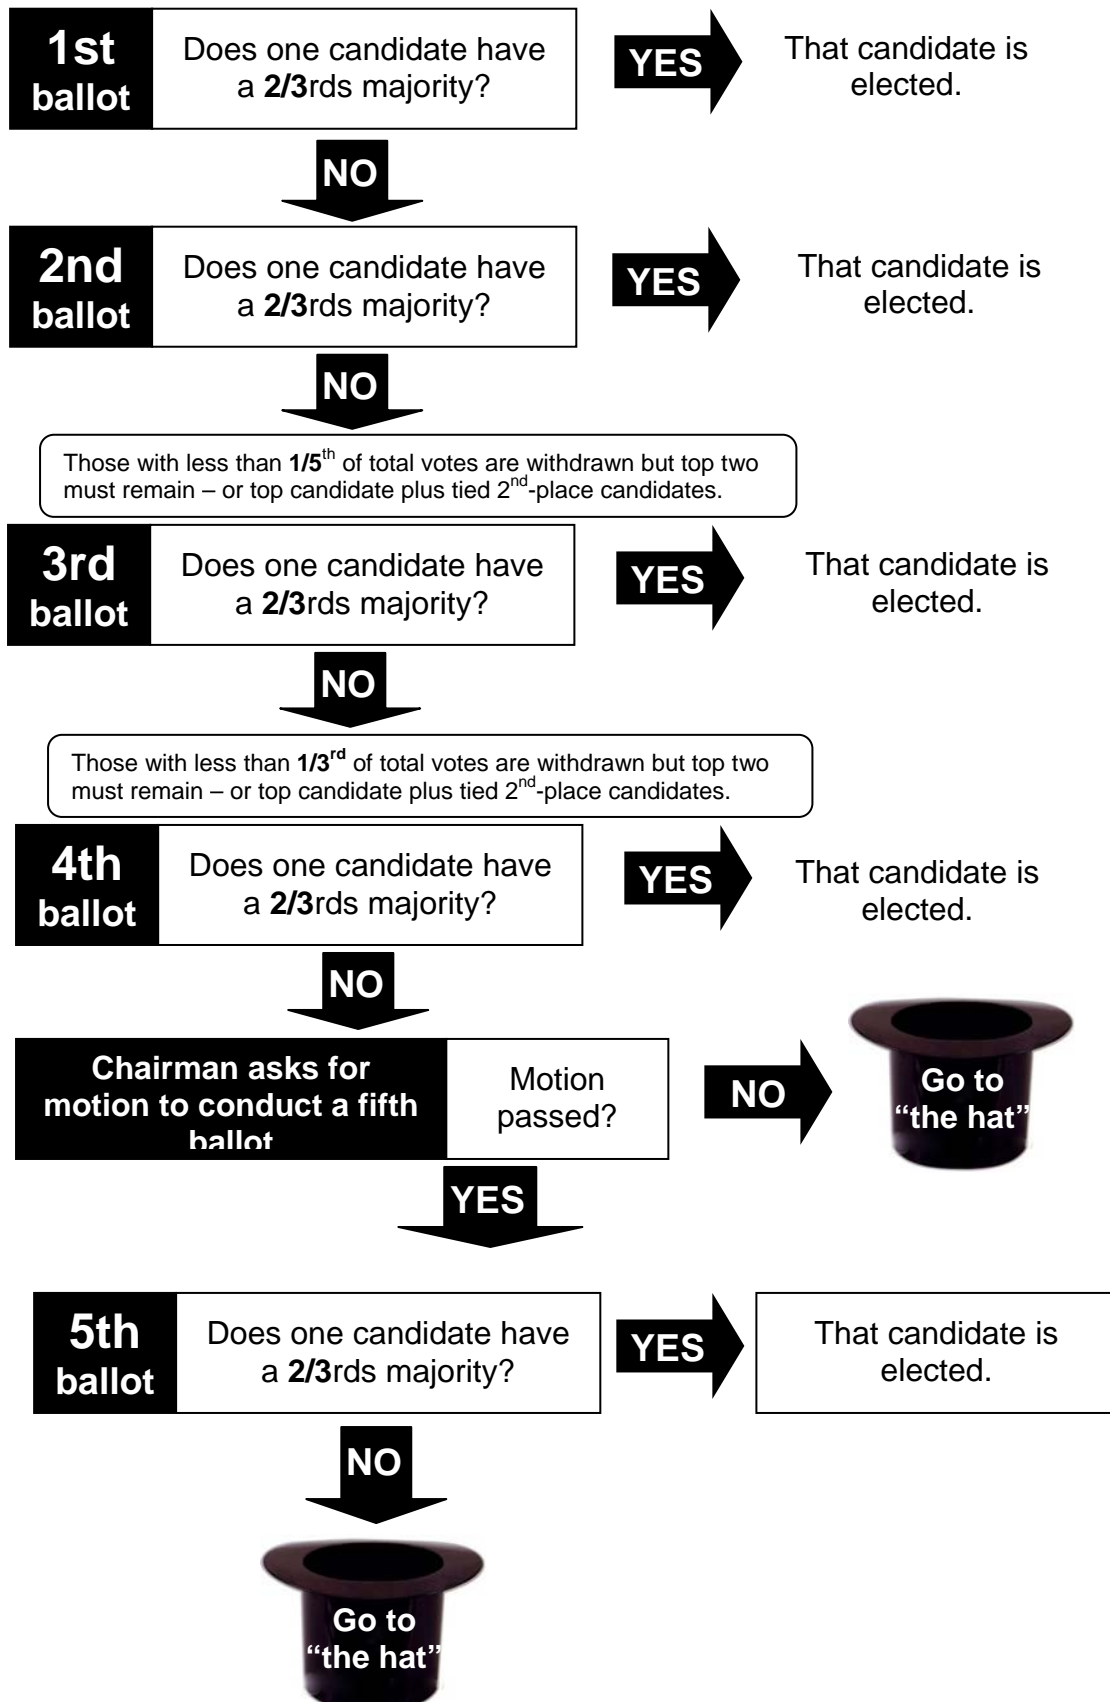 1st
ballot
Does one candidate have
a 2/3rds majority?
YES
That candidate is
elected.
NO
2nd
ballot
Does one candidate have
a 2/3rds majority?
YES
That candidate is
elected.
NO
Those with less than 1/5th of total votes are withdrawn but top two
must remain – or top candidate plus tied 2nd-place candidates.
3rd
ballot
Does one candidate have
a 2/3rds majority?
YES
That candidate is
elected.
NO
Those with less than 1/3rd of total votes are withdrawn but top two
must remain – or top candidate plus tied 2nd-place candidates.
4th
ballot
Does one candidate have
a 2/3rds majority?
YES
That candidate is
elected.
NO
Chairman asks for
motion to conduct a fifth
ballot
Motion
passed?
NO
Go to
“the hat”
YES
5th
ballot
Does one candidate have
a 2/3rds majority?
YES
That candidate is
elected.
NO
Go to
“the hat”